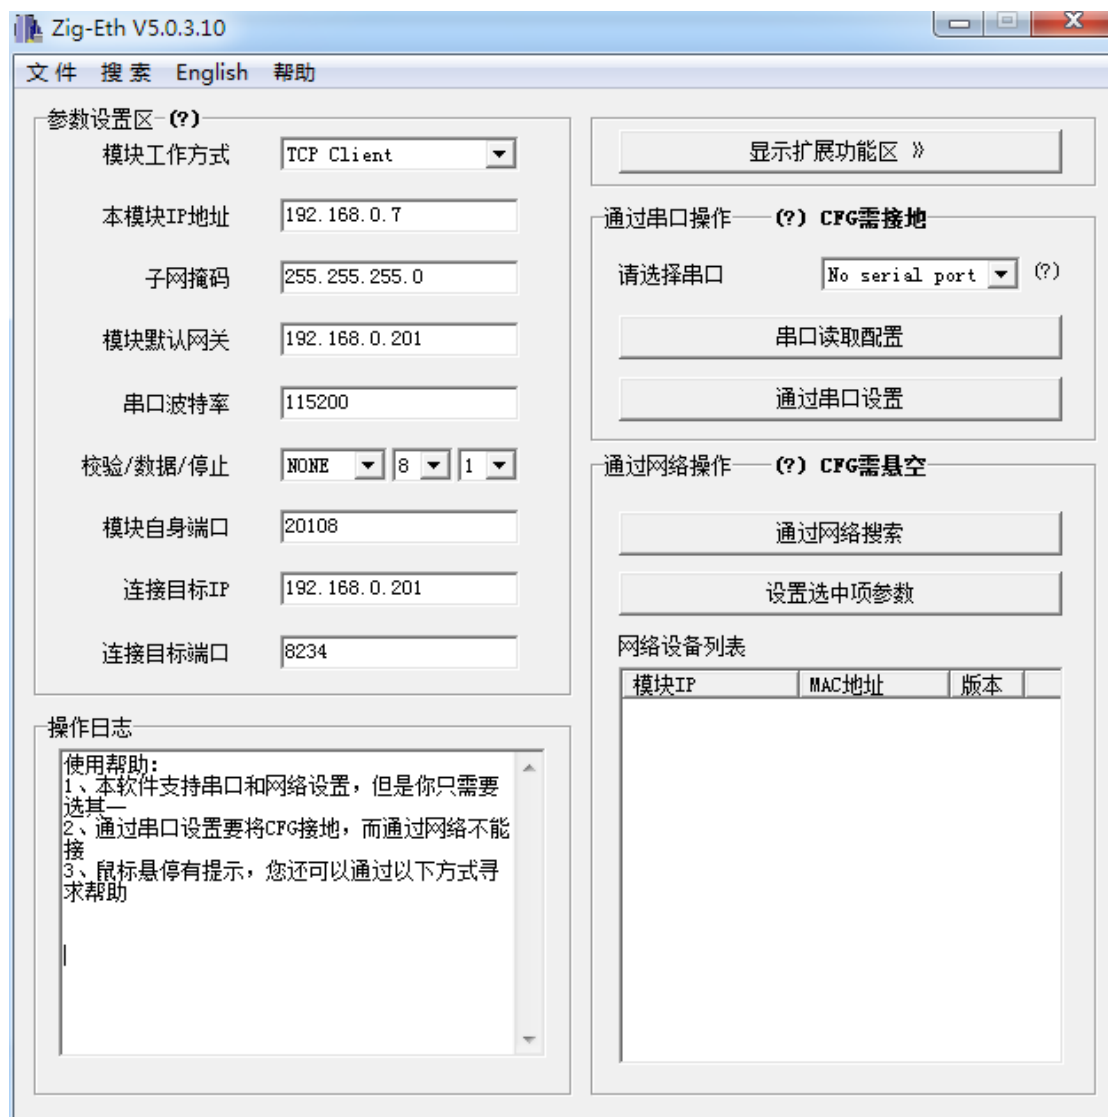 Zig-Eth V5.0.3.10
文件 搜索 English 帮助
参数设置区 (?)
模块工作方式 TCP Client
本模块IP地址 192.168.0.7
子网掩码 255.255.255.0
模块默认网关 192.168.0.201
串口波特率 115200
校验/数据/停止 NONE 8 1
模块自身端口 20108
连接目标IP 192.168.0.201
连接目标端口 8234
操作日志
使用帮助:
1、本软件支持串口和网络设置，但是你只需要
选其一
2、通过串口设置要将CFG接地，而通过网络不能
接
3、鼠标悬停有提示，您还可以通过以下方式寻
求帮助
显示扩展功能区 》
通过串口操作 (?) CFG需接地
请选择串口 No serial port (?)
串口读取配置
通过串口设置
通过网络操作 (?) CFG需悬空
通过网络搜索
设置选中项参数
网络设备列表
模块IP MAC地址 版本